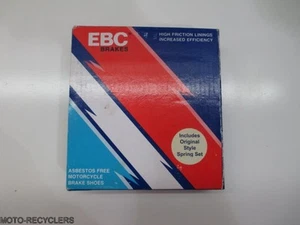 EBC
BRAKES
HIGH FRICTION LININGS
INCREASED EFFICIENCY
Includes
Original
Style
Spring Set
ASBESTOS FREE
MOTORCYCLE
BRAKE SHOES
MOTO-RECYCLERS